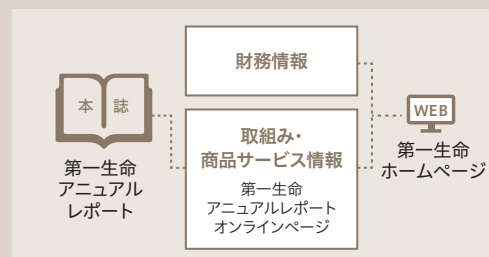 本 誌
第一生命
アニュアル
レポート
財務情報
取組み・
商品サービス情報
第一生命
アニュアルレポート
オンラインページ
WEB
第一生命
ホームページ